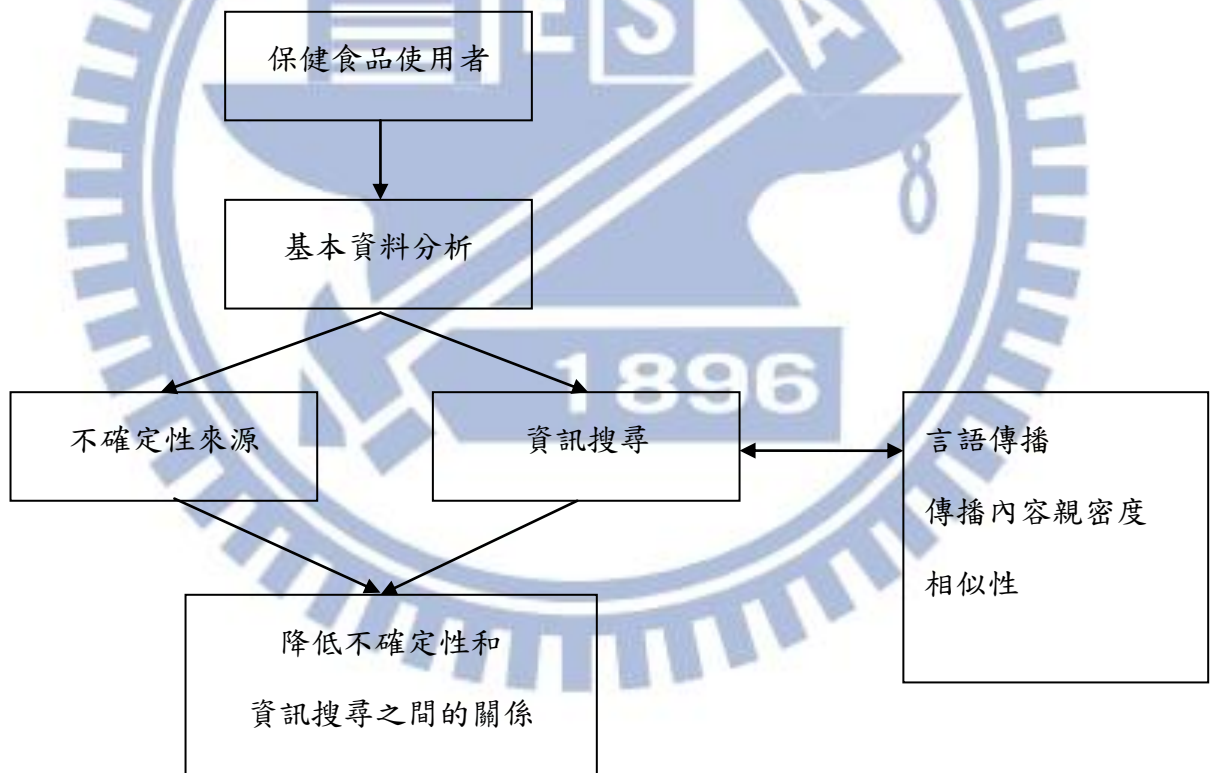 ESA
保健食品使用者
基本資料分析
1896
不確定性來源
資訊搜尋
言語傳播
傳播內容親密度
相似性
降低不確定性和
資訊搜尋之間的關係